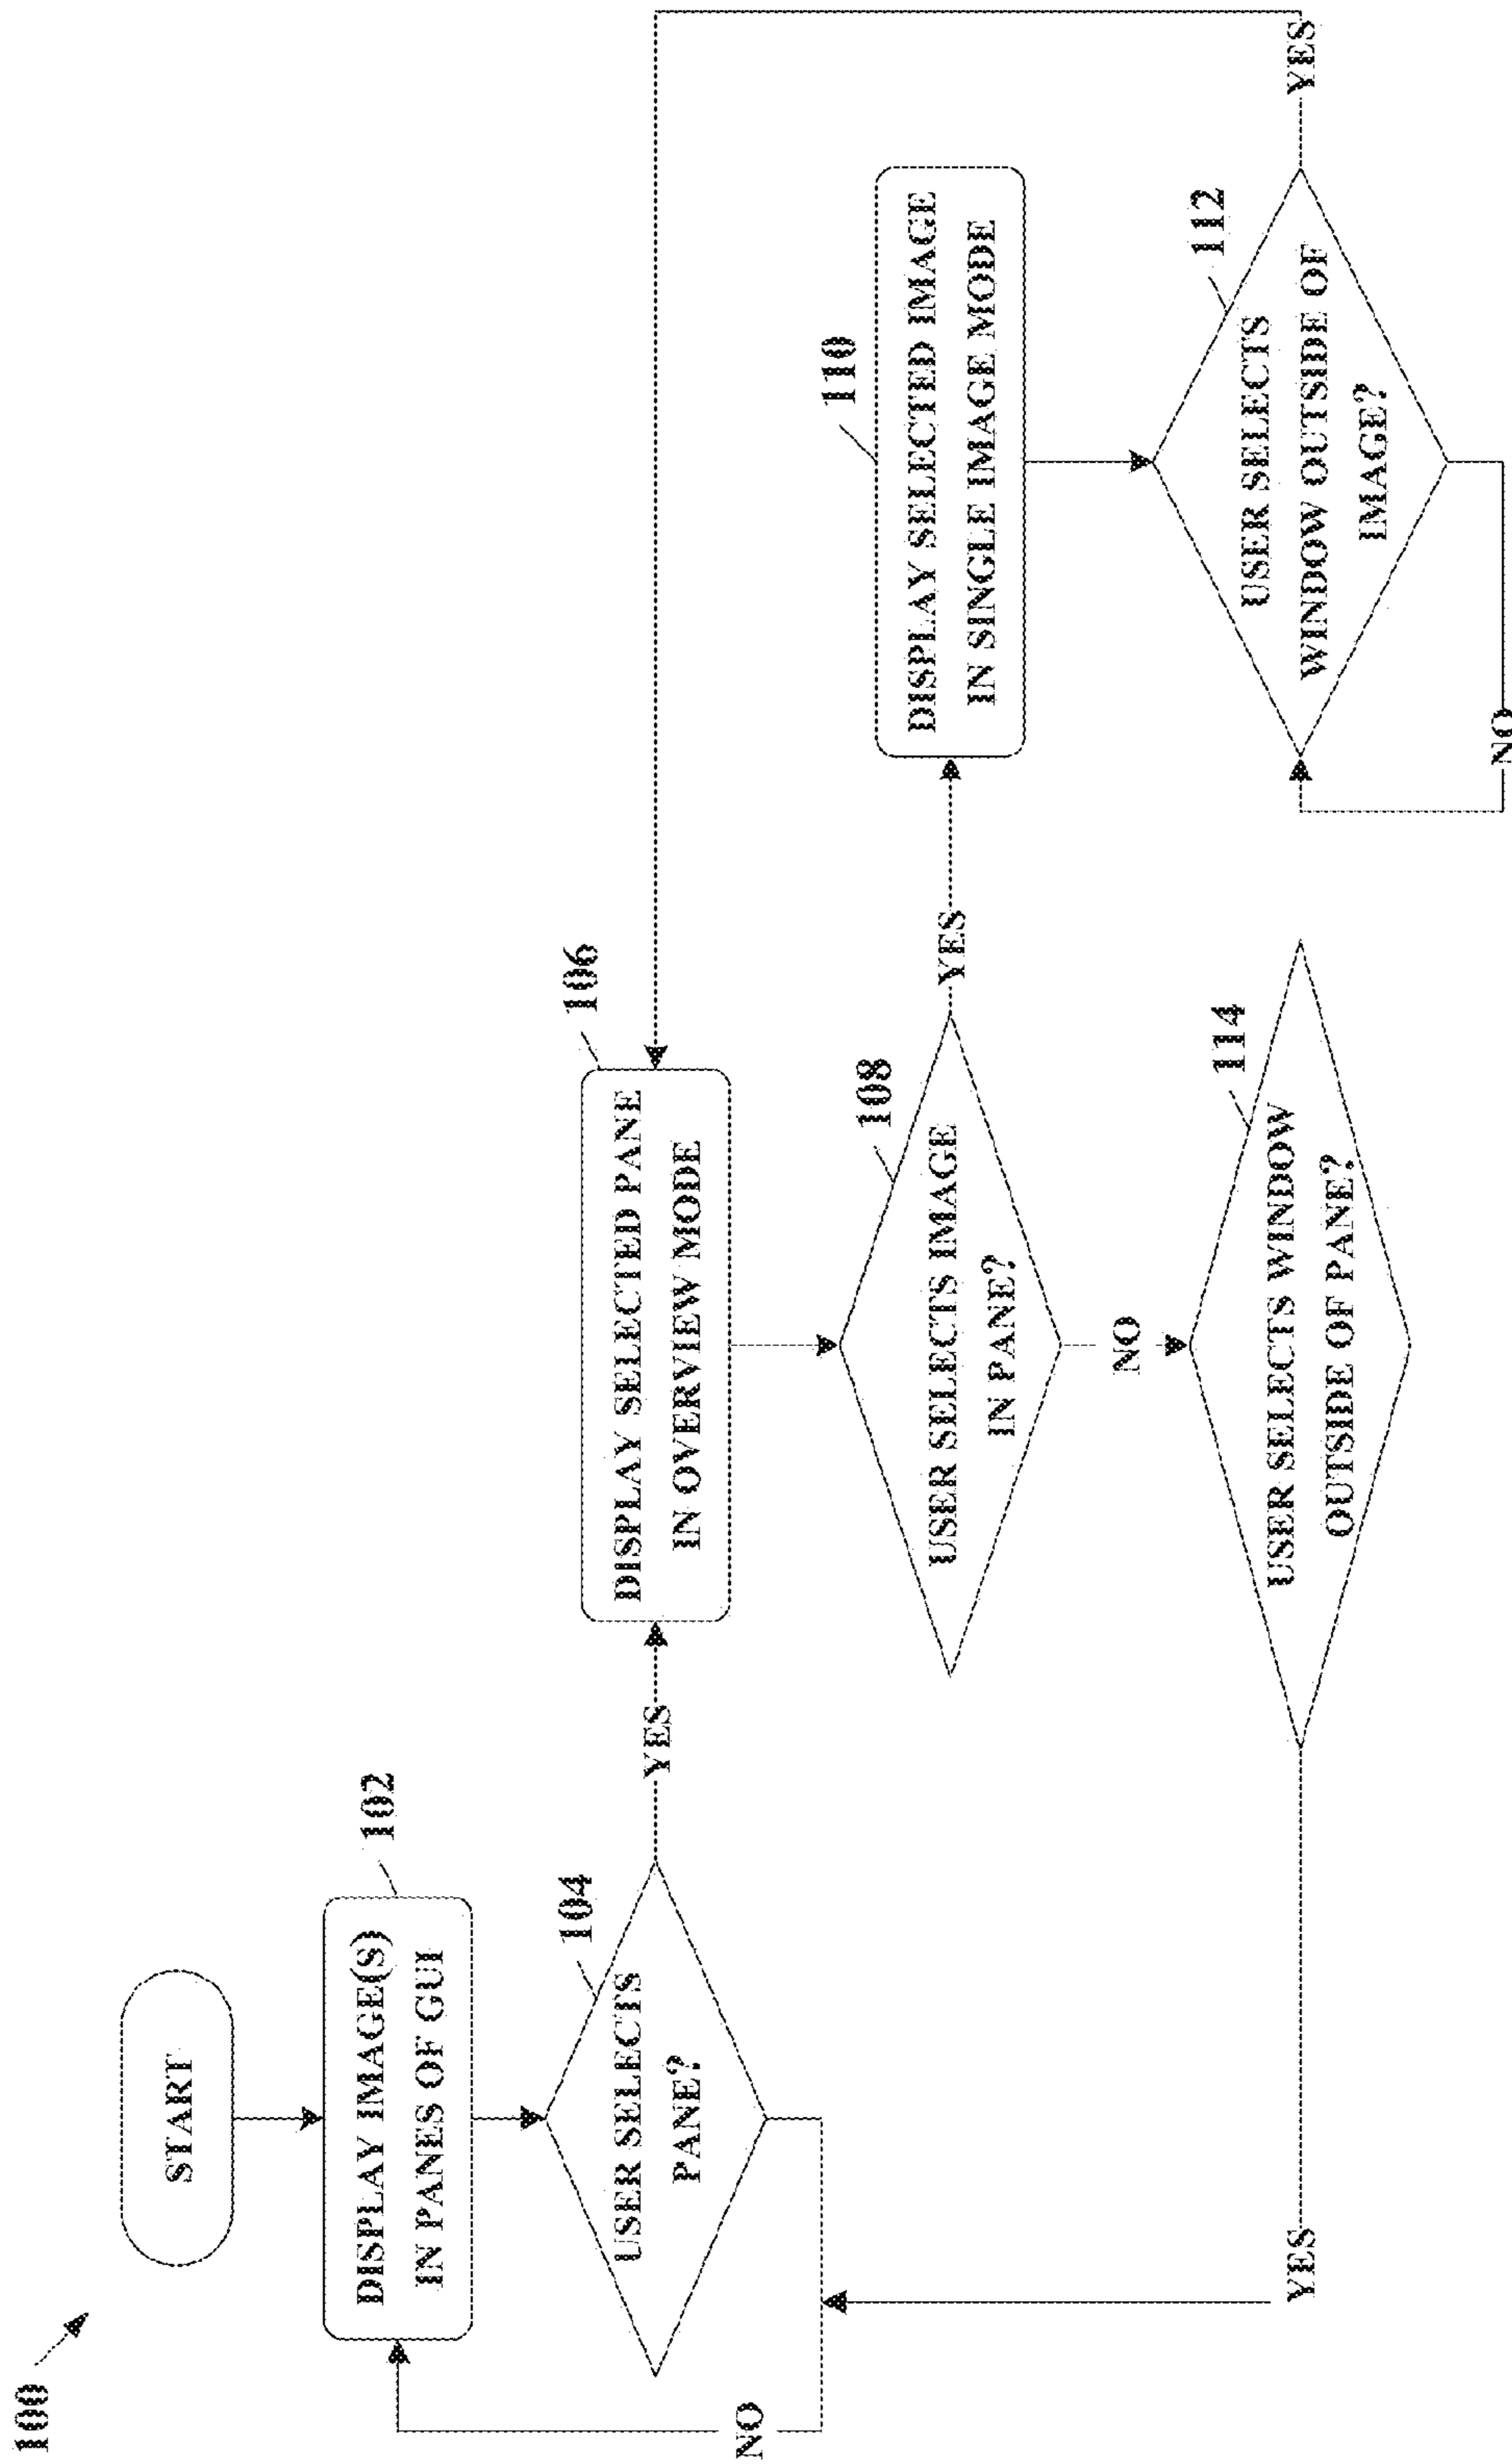 100
START
102
DISPLAY IMAGE(S)
IN PANES OF GUI
104
USER SELECTS
PANE?
NO
YES
106
DISPLAY SELECTED PANE
IN OVERVIEW MODE
108
USER SELECTS IMAGE
IN PANE?
YES
NO
110
DISPLAY SELECTED IMAGE
IN SINGLE IMAGE MODE
112
USER SELECTS
WINDOW OUTSIDE OF
IMAGE?
YES
NO
114
USER SELECTS WINDOW
OUTSIDE OF PANE?
YES